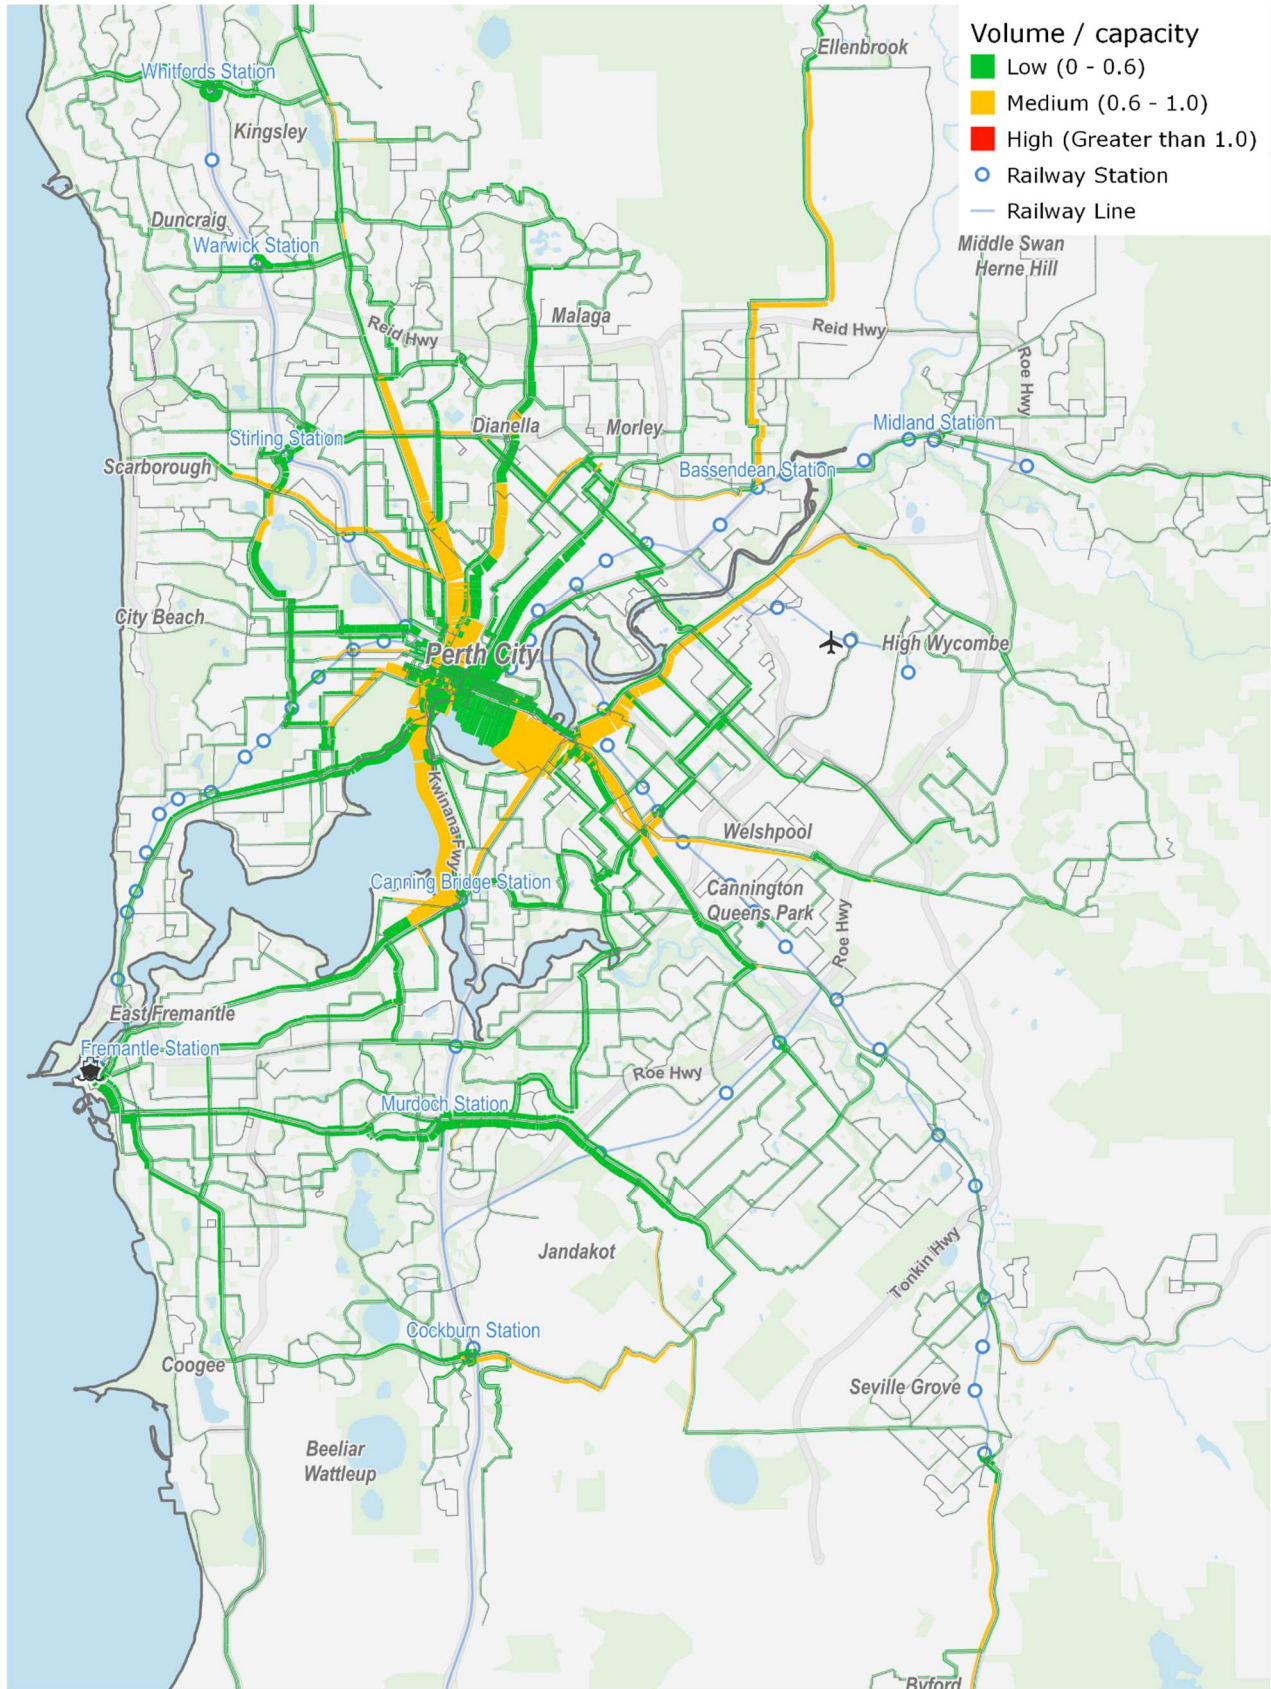 Volume / capacity
Low (0 - 0.6)
Medium (0.6 - 1.0)
High (Greater than 1.0)
Railway Station
Railway Line
Ellenbrook
Whitfords Station
Kingsley
Duncraig
Warwick Station
Middle Swan
Herne Hill
Malaga
Reid Hwy
Reid Hwy
Roe Hwy
Stirling Station
Dianella
Morley
Midland Station
Scarborough
Bassendean Station
City Beach
Perth City
High Wycombe
Kwinana Fwy
Welshpool
Canning Bridge Station
Cannington
Queens Park
Roe Hwy
East Fremantle
Fremantle Station
Roe Hwy
Murdoch Station
Jandakot
Tonkin Hwy
Cockburn Station
Coogee
Seville Grove
Beeliar
Wattleup
Byford